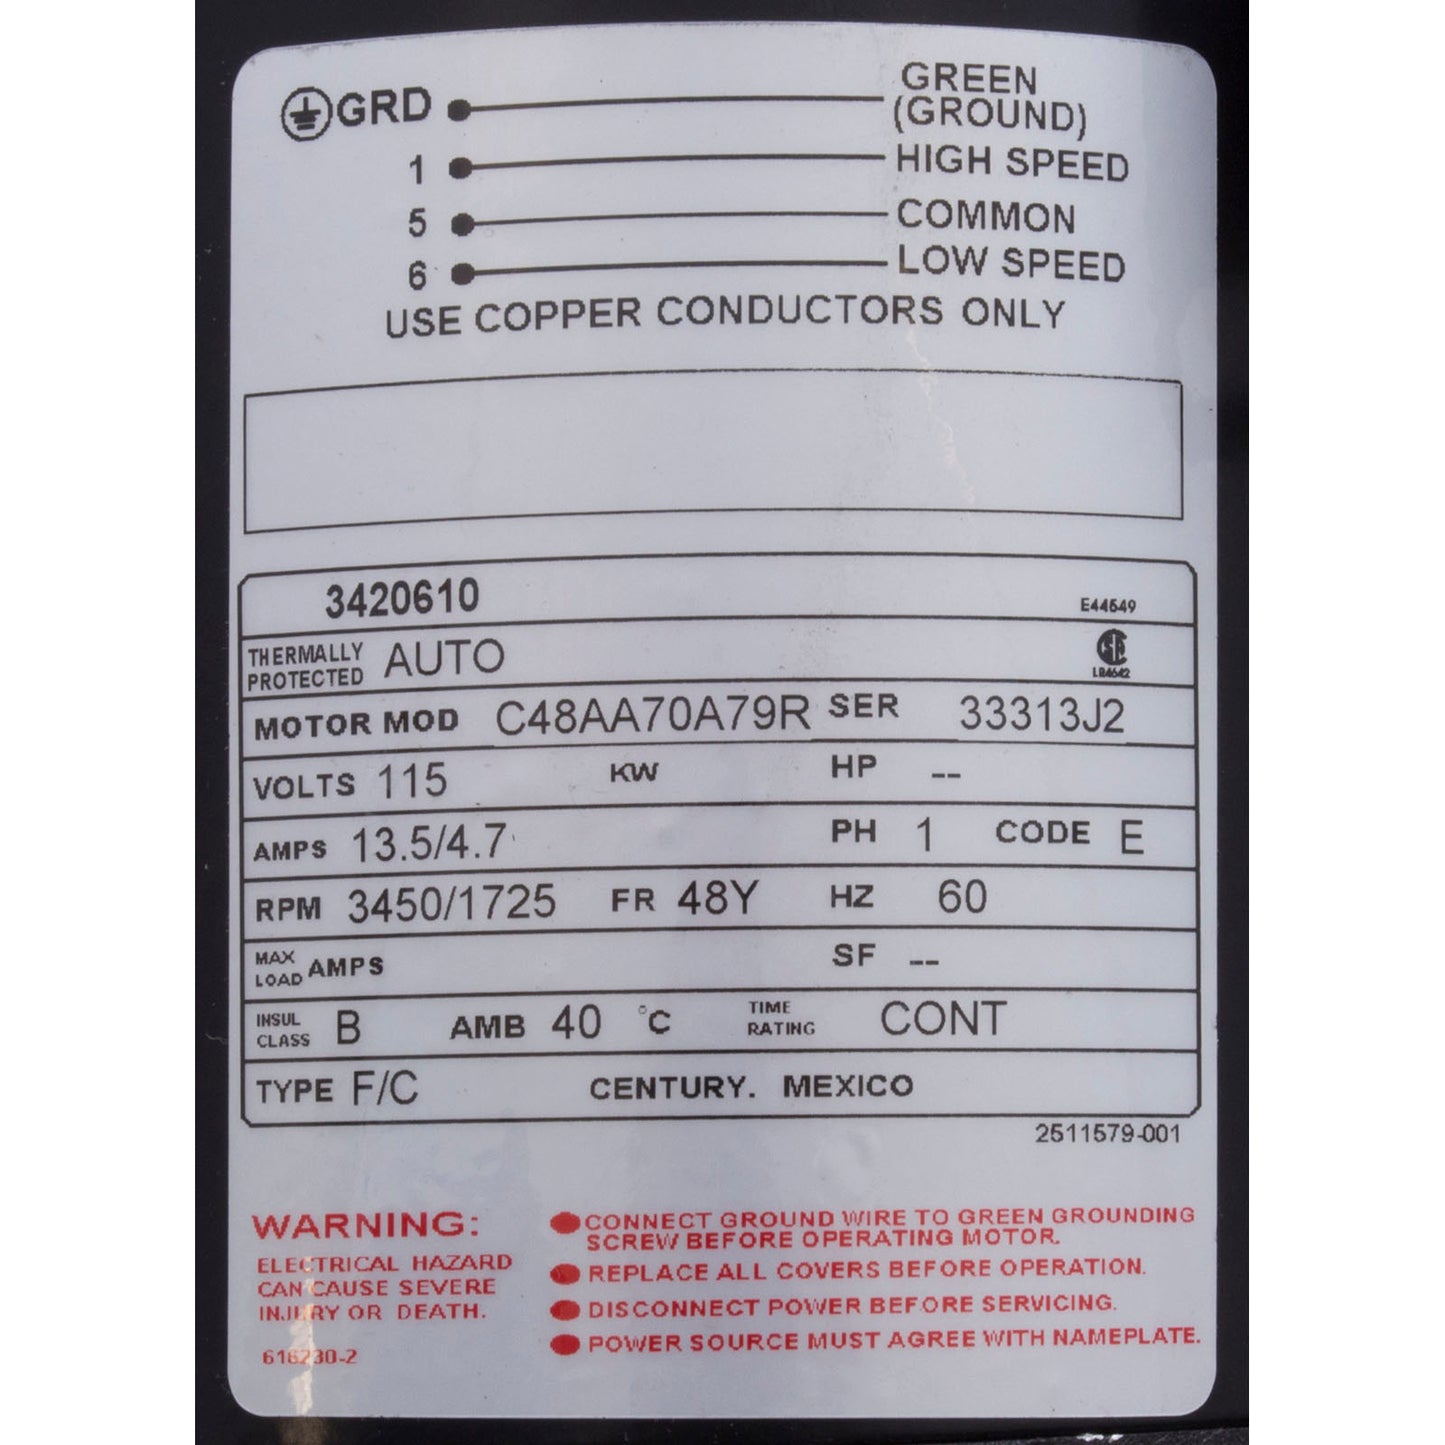 GRD GREEN
(GROUND)
1 HIGH SPEED
5 COMMON
6 LOW SPEED
USE COPPER CONDUCTORS ONLY
3420610 E44549
THERMALLY PROTECTED AUTO LR4642
MOTOR MOD C48AA70A79R SER 33313J2
VOLTS 115 KW HP --
AMPS 13.5/4.7 PH 1 CODE E
RPM 3450/1725 FR 48Y HZ 60
MAX LOAD AMPS SF --
INSUL CLASS B AMB 40 °C TIME RATING CONT
TYPE F/C CENTURY. MEXICO
2511579-001
WARNING:
ELECTRICAL HAZARD
CAN CAUSE SEVERE
INJURY OR DEATH.
616230-2
CONNECT GROUND WIRE TO GREEN GROUNDING
SCREW BEFORE OPERATING MOTOR.
REPLACE ALL COVERS BEFORE OPERATION.
DISCONNECT POWER BEFORE SERVICING.
POWER SOURCE MUST AGREE WITH NAMEPLATE.